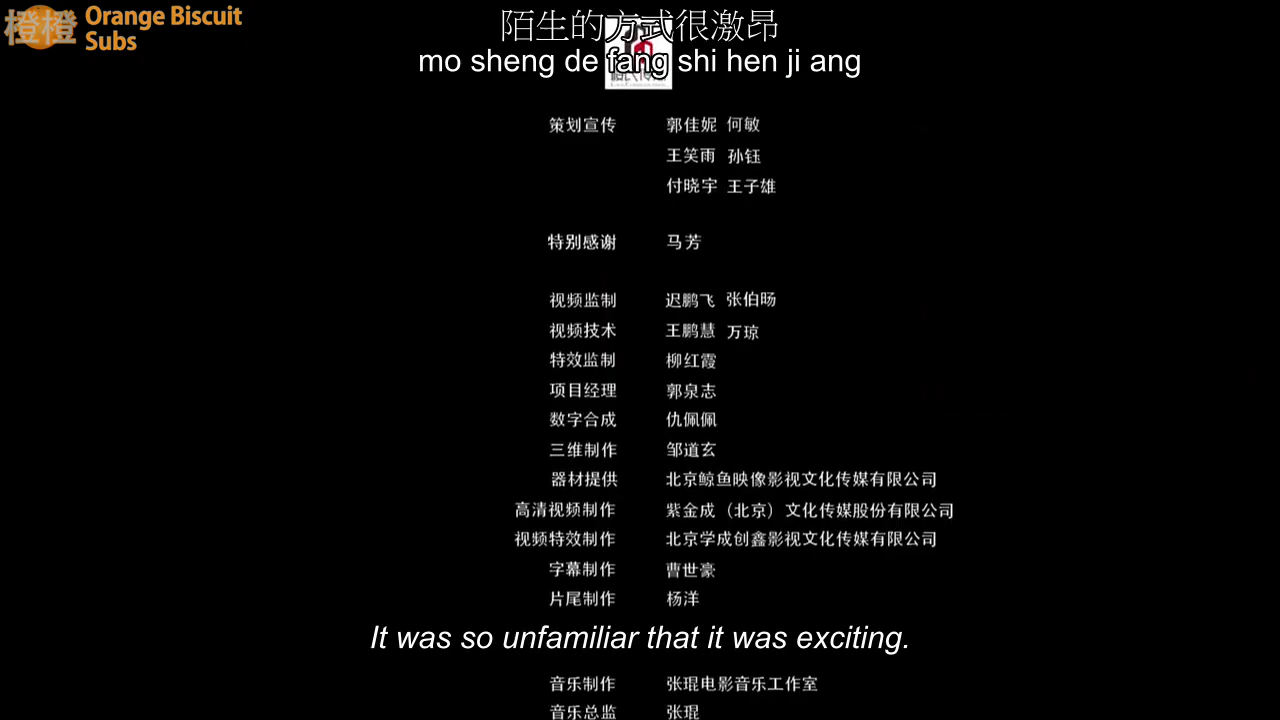 橙橙 Orange Biscuit
Subs
陌生的方式很激昂
mo sheng de fang shi hen ji ang
策划宣传 郭佳妮 何敏
王笑雨 孙钰
付晓宇 王子雄
特别感谢 马芳
视频监制 迟鹏飞 张伯旸
视频技术 王鹏慧 万琼
特效监制 柳红霞
项目经理 郭泉志
数字合成 仇佩佩
三维制作 邹道玄
器材提供 北京鲸鱼映像影视文化传媒有限公司
高清视频制作 紫金成（北京）文化传媒股份有限公司
视频特效制作 北京学成创鑫影视文化传媒有限公司
字幕制作 曹世豪
片尾制作 杨洋
It was so unfamiliar that it was exciting.
音乐制作 张琨电影音乐工作室
音乐总监 张琨